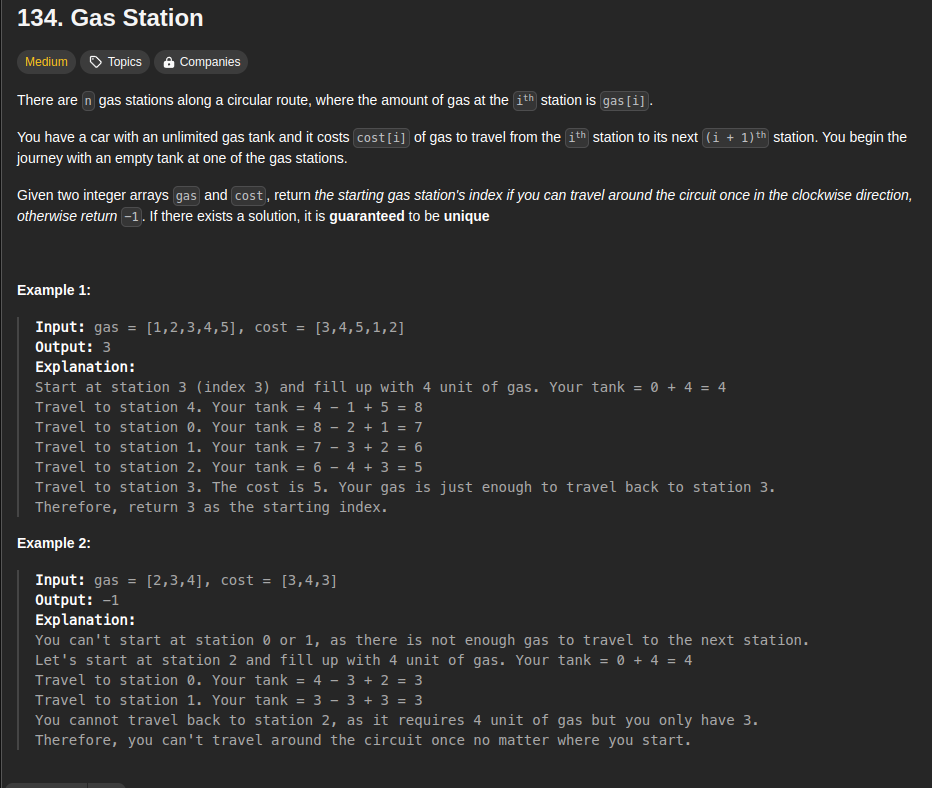 134. Gas Station
Medium Topics Companies
There are n gas stations along a circular route, where the amount of gas at the ith station is gas[i].
You have a car with an unlimited gas tank and it costs cost[i] of gas to travel from the ith station to its next (i + 1)th station. You begin the
journey with an empty tank at one of the gas stations.
Given two integer arrays gas and cost, return the starting gas station's index if you can travel around the circuit once in the clockwise direction,
otherwise return -1. If there exists a solution, it is guaranteed to be unique
Example 1:
Input: gas = [1,2,3,4,5], cost = [3,4,5,1,2]
Output: 3
Explanation:
Start at station 3 (index 3) and fill up with 4 unit of gas. Your tank = 0 + 4 = 4
Travel to station 4. Your tank = 4 - 1 + 5 = 8
Travel to station 0. Your tank = 8 - 2 + 1 = 7
Travel to station 1. Your tank = 7 - 3 + 2 = 6
Travel to station 2. Your tank = 6 - 4 + 3 = 5
Travel to station 3. The cost is 5. Your gas is just enough to travel back to station 3.
Therefore, return 3 as the starting index.
Example 2:
Input: gas = [2,3,4], cost = [3,4,3]
Output: -1
Explanation:
You can't start at station 0 or 1, as there is not enough gas to travel to the next station.
Let's start at station 2 and fill up with 4 unit of gas. Your tank = 0 + 4 = 4
Travel to station 0. Your tank = 4 - 3 + 2 = 3
Travel to station 1. Your tank = 3 - 3 + 3 = 3
You cannot travel back to station 2, as it requires 4 unit of gas but you only have 3.
Therefore, you can't travel around the circuit once no matter where you start.